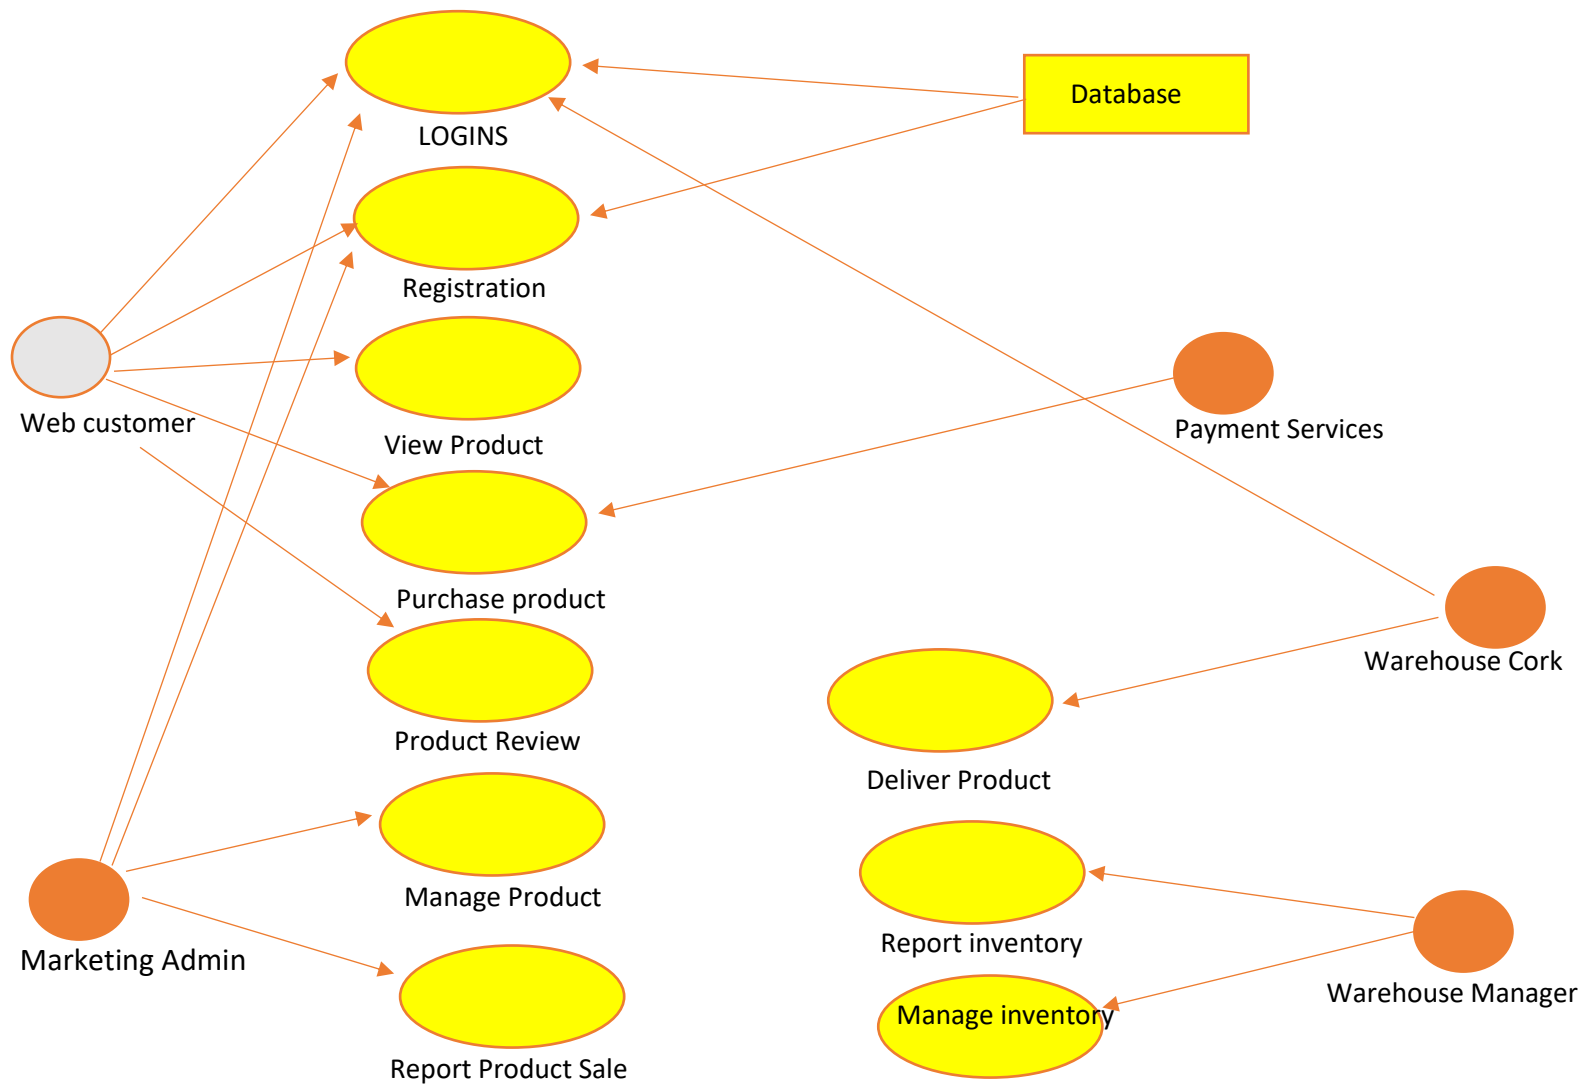 LOGINS
Database
Registration
Web customer
View Product
Payment Services
Purchase product
Warehouse Cork
Product Review
Deliver Product
Manage Product
Report inventory
Marketing Admin
Warehouse Manager
Manage inventory
Report Product Sale